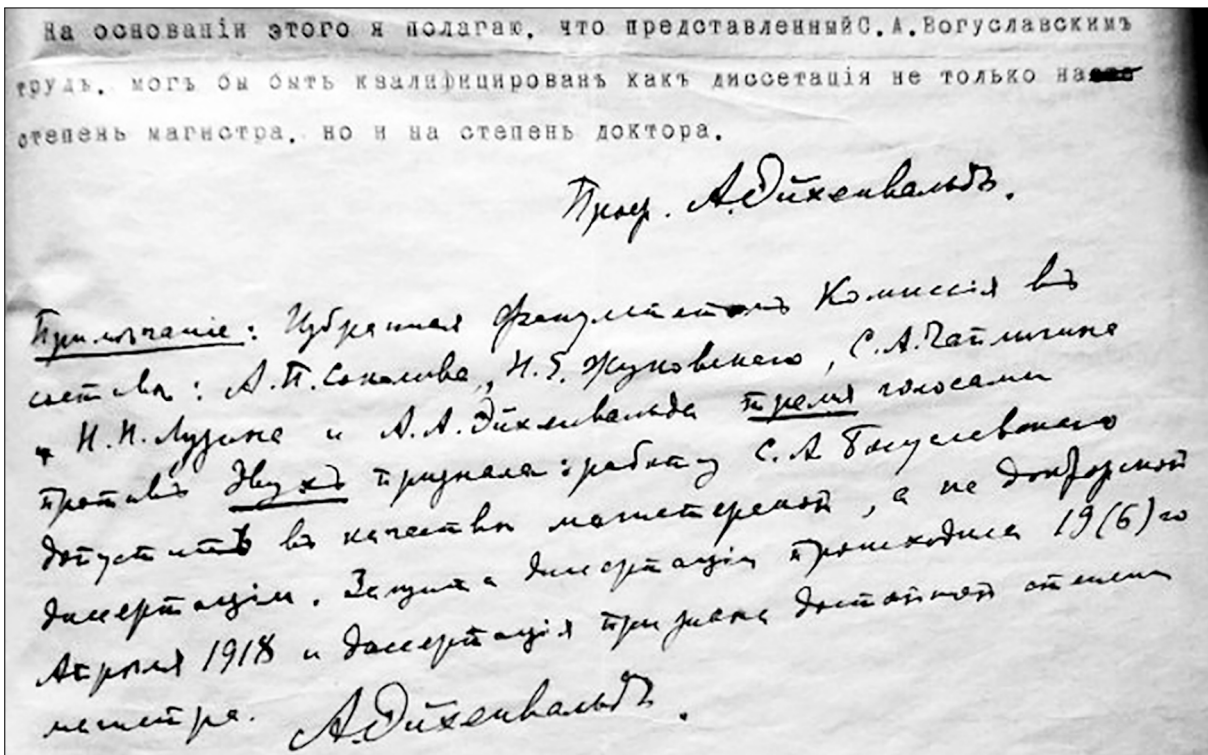 На основаніи этого я полагаю, что представленныйС.А.Богуславскимъ
трудъ, могъ бы быть квалифицированъ какъ диссетація не только на
степень магистра, но и на степень доктора.
Проф. А.Эйхенвальдъ.
Примѣчаніе: Избранная факультетомъ Комиссія въ
составѣ: А.П.Соколова, Н.Е.Жуковскаго, С.А.Чаплыгина
Н.Н.Лузина и А.А.Эйхенвальда тремя голосами
противъ двухъ признала: работу С.А Богуславскаго
допустить въ качествѣ магистерской, а не докторской
диссертаціи. Защита диссертаціи происходила 19(6)го
Апрѣля 1918 и диссертація признана достойной степени
магистра. А.Эйхенвальдъ.